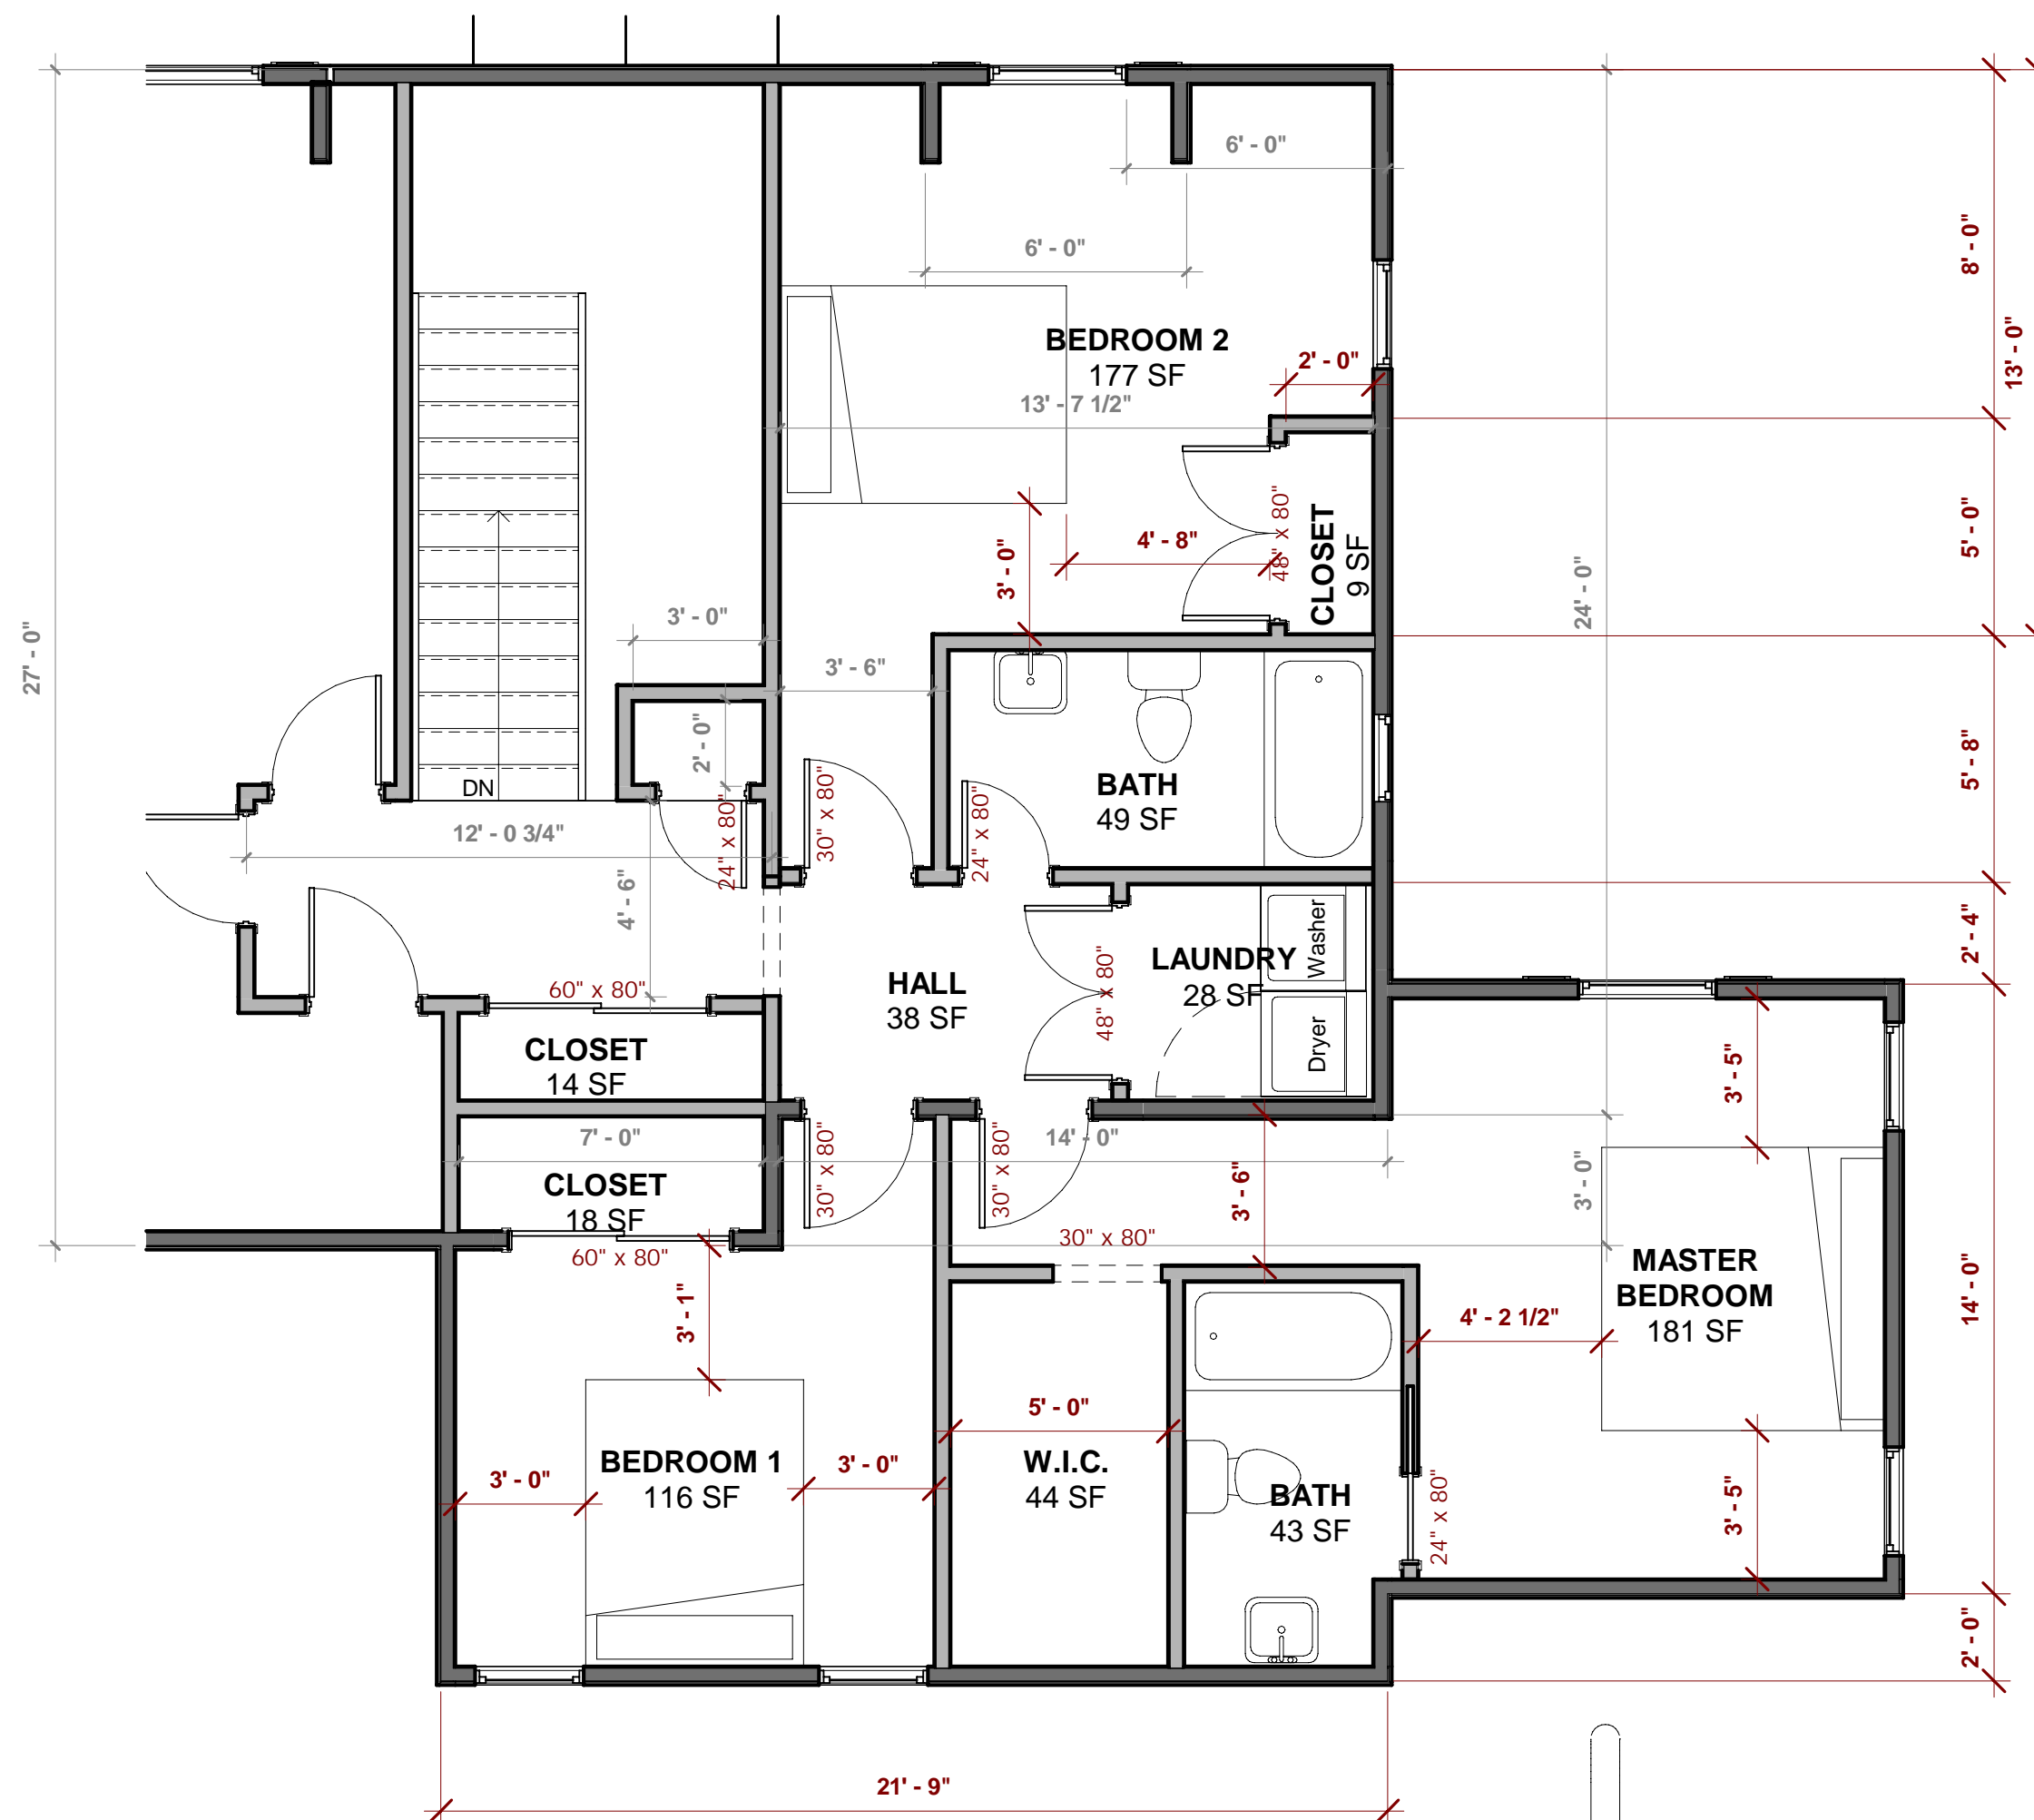 6' - 0"
8' - 0"
6' - 0"
BEDROOM 2
177 SF
2' - 0"
13' - 0"
13' - 7 1/2"
48" x 80"
CLOSET
9 SF
5' - 0"
4' - 8"
3' - 0"
24' - 0"
27' - 0"
3' - 0"
3' - 6"
2' - 0"
5' - 8"
DN
BATH
49 SF
30" x 80"
24" x 80"
24" x 80"
12' - 0 3/4"
4' - 6"
Washer
2' - 4"
LAUNDRY
28 SF
48" x 80"
HALL
38 SF
60" x 80"
Dryer
CLOSET
14 SF
3' - 5"
7' - 0"
14' - 0"
30" x 80"
30" x 80"
3' - 6"
3' - 0"
CLOSET
18 SF
60" x 80"
30" x 80"
MASTER
BEDROOM
181 SF
14' - 0"
3' - 1"
4' - 2 1/2"
5' - 0"
BEDROOM 1
116 SF
3' - 0"
3' - 0"
W.I.C.
44 SF
BATH
43 SF
24" x 80"
3' - 5"
2' - 0"
21' - 9"